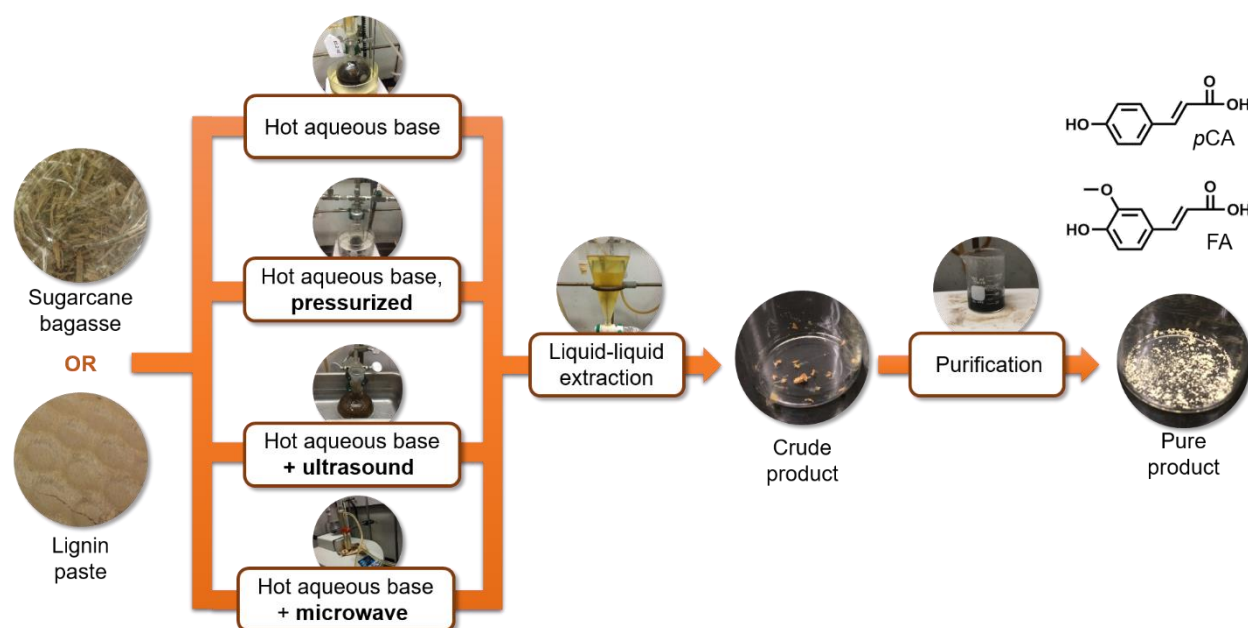 Sugarcane
bagasse
OR
Lignin
paste
Hot aqueous base
Hot aqueous base,
pressurized
Hot aqueous base
+ ultrasound
Hot aqueous base
+ microwave
Liquid-liquid
extraction
Crude
product
Purification
O
OH
HO
pCA
O
O
OH
HO
FA
Pure
product